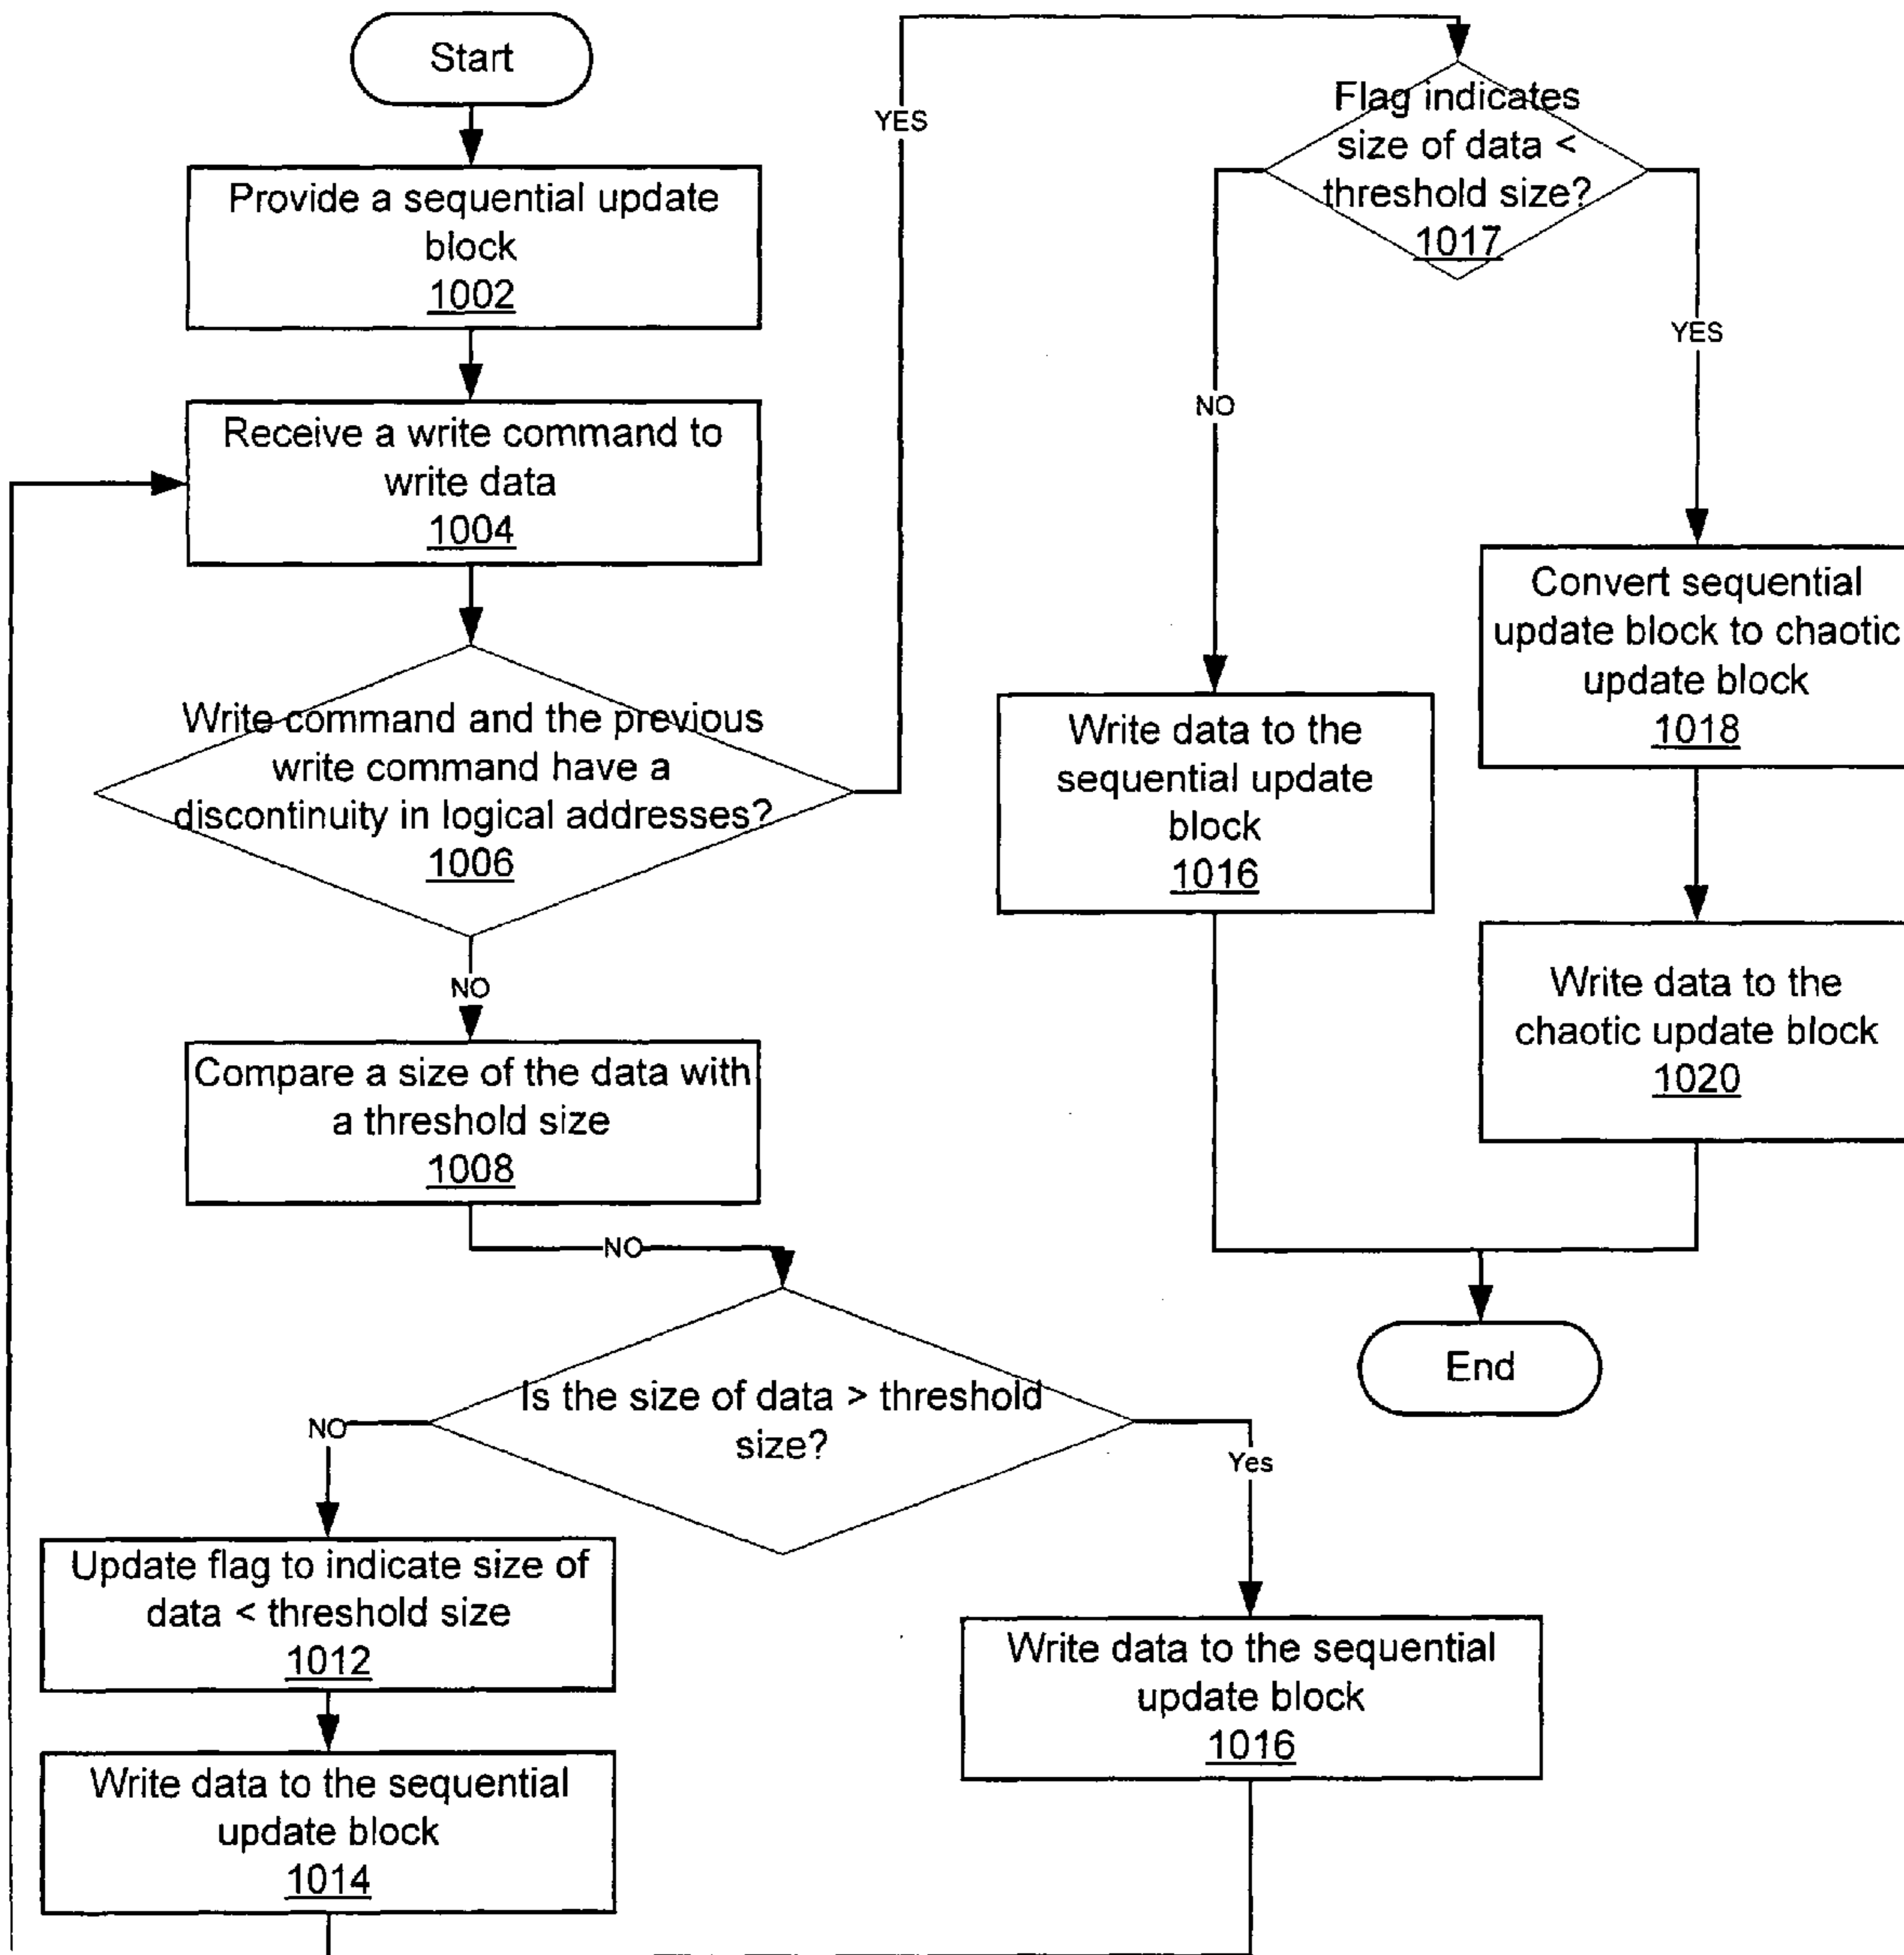 Start
Provide a sequential update
block
1002
Receive a write command to
write data
1004
Write command and the previous
write command have a
discontinuity in logical addresses?
1006
YES
NO
Compare a size of the data with
a threshold size
1008
NO
Is the size of data > threshold
size?
NO
Yes
Update flag to indicate size of
data < threshold size
1012
Write data to the sequential
update block
1014
Write data to the sequential
update block
1016
Flag indicates
size of data <
threshold size?
1017
NO
YES
Write data to the
sequential update
block
1016
Convert sequential
update block to chaotic
update block
1018
Write data to the
chaotic update block
1020
End